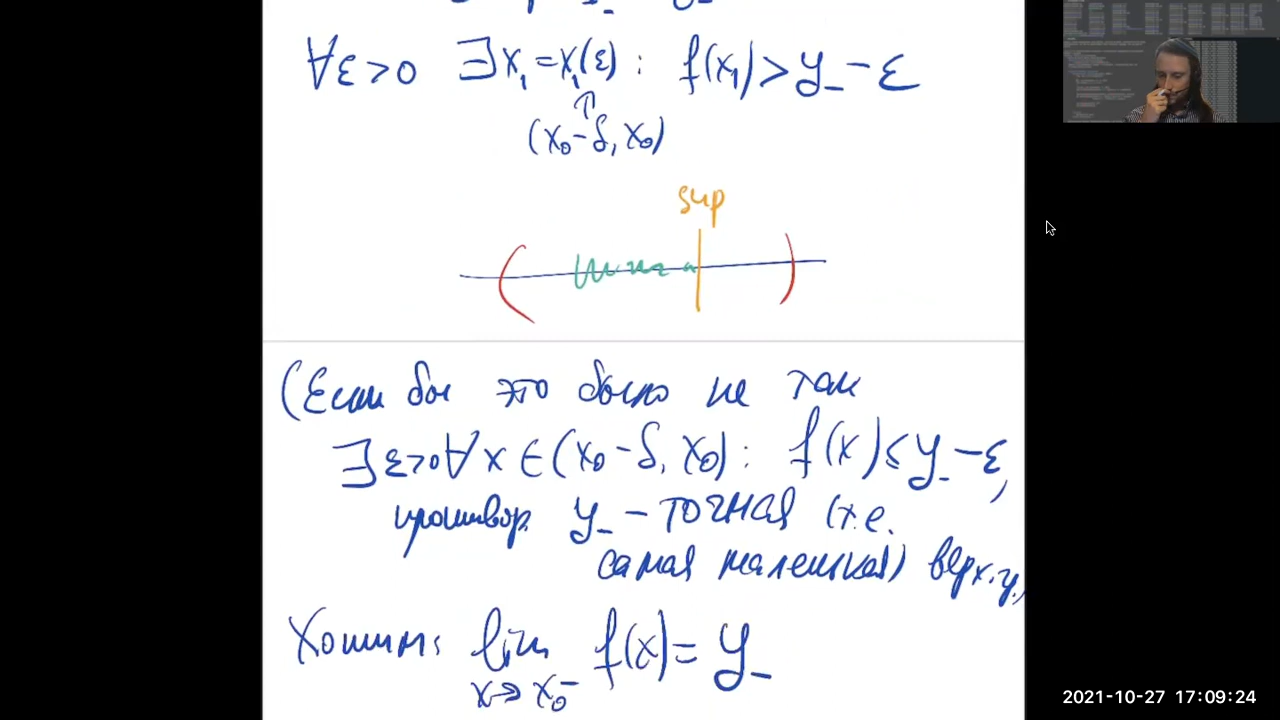 ∀ε>0 ∃x₁=x₁(ε) : f(x₁)>y₋-ε
(x₀-δ, x₀)
sup
(Если бы это было не так
∃ε>0 ∀x∈(x₀-δ, x₀): f(x)≤y₋-ε,
противор. y₋ - точная (т.е.
самая маленькая) верх. г.)
Хотим: lim f(x)=y₋
x→x₀⁻
2021-10-27 17:09:24